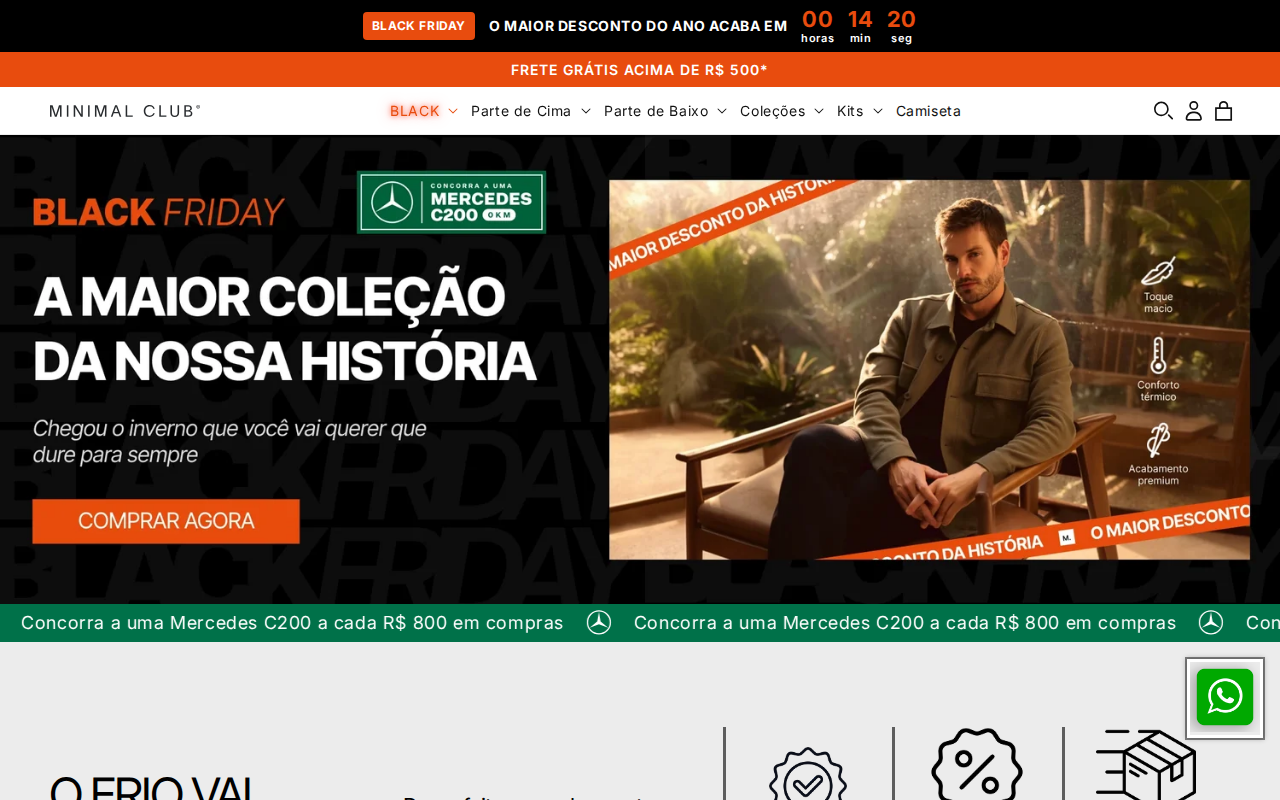 BLACK FRIDAY
O MAIOR DESCONTO DO ANO ACABA EM
00 14 20
horas min seg
FRETE GRÁTIS ACIMA DE R$ 500*
MINIMAL CLUB®
BLACK Parte de Cima Parte de Baixo Coleções Kits Camiseta
BLACK FRIDAY
CONCORRA A UMA
MERCEDES
C200 0KM
A MAIOR COLEÇÃO
DA NOSSA HISTÓRIA
Chegou o inverno que você vai querer que
dure para sempre
COMPRAR AGORA
MAIOR DESCONTO DA HISTÓRI
Toque
macio
Conforto
térmico
Acabamento
premium
CONTO DA HISTÓRIA M. O MAIOR DESCONTO
Concorra a uma Mercedes C200 a cada R$ 800 em compras Concorra a uma Mercedes C200 a cada R$ 800 em compras Con
O FRIO VAI